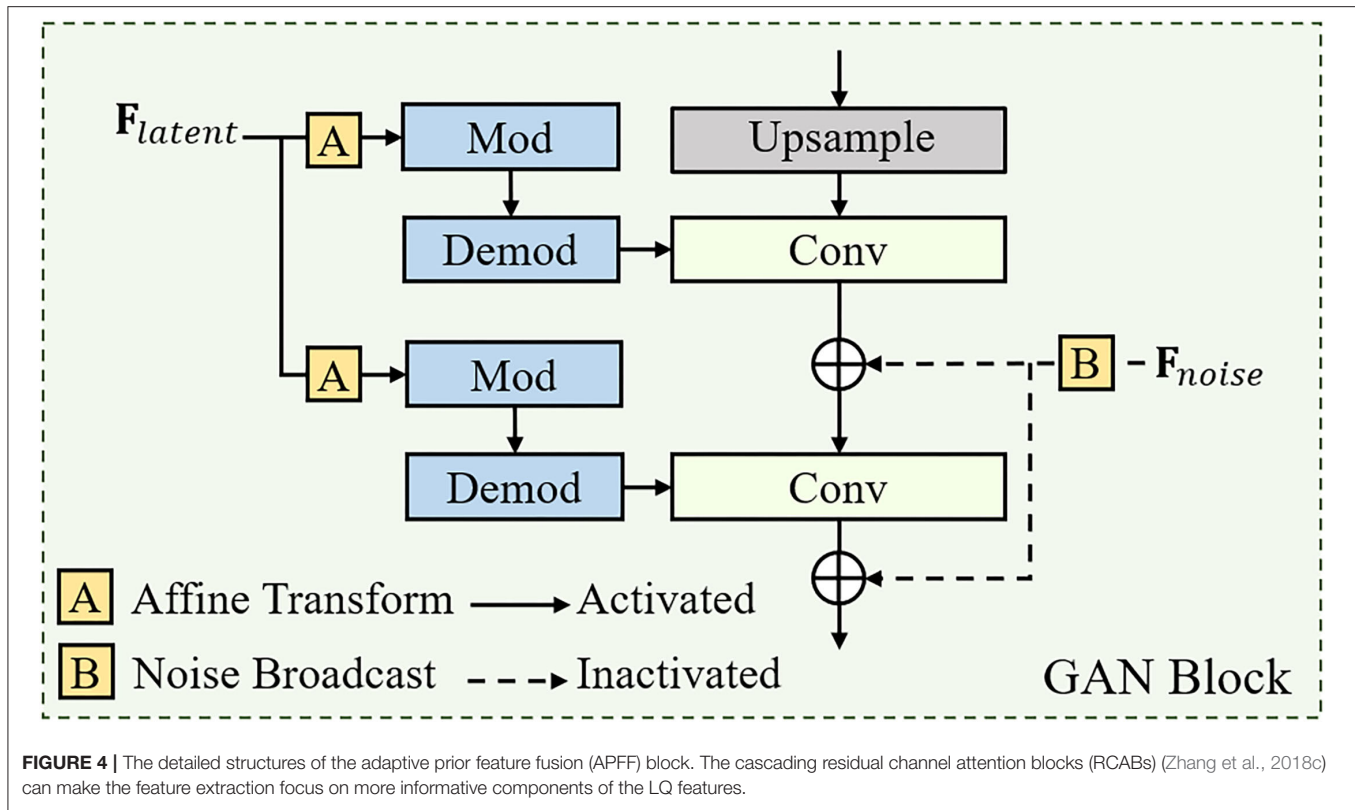 F_latent A Mod Upsample
Demod Conv
A Mod B F_noise
Demod Conv
A Affine Transform Activated
B Noise Broadcast Inactivated
GAN Block
FIGURE 4 | The detailed structures of the adaptive prior feature fusion (APFF) block. The cascading residual channel attention blocks (RCABs) (Zhang et al., 2018c)
can make the feature extraction focus on more informative components of the LQ features.